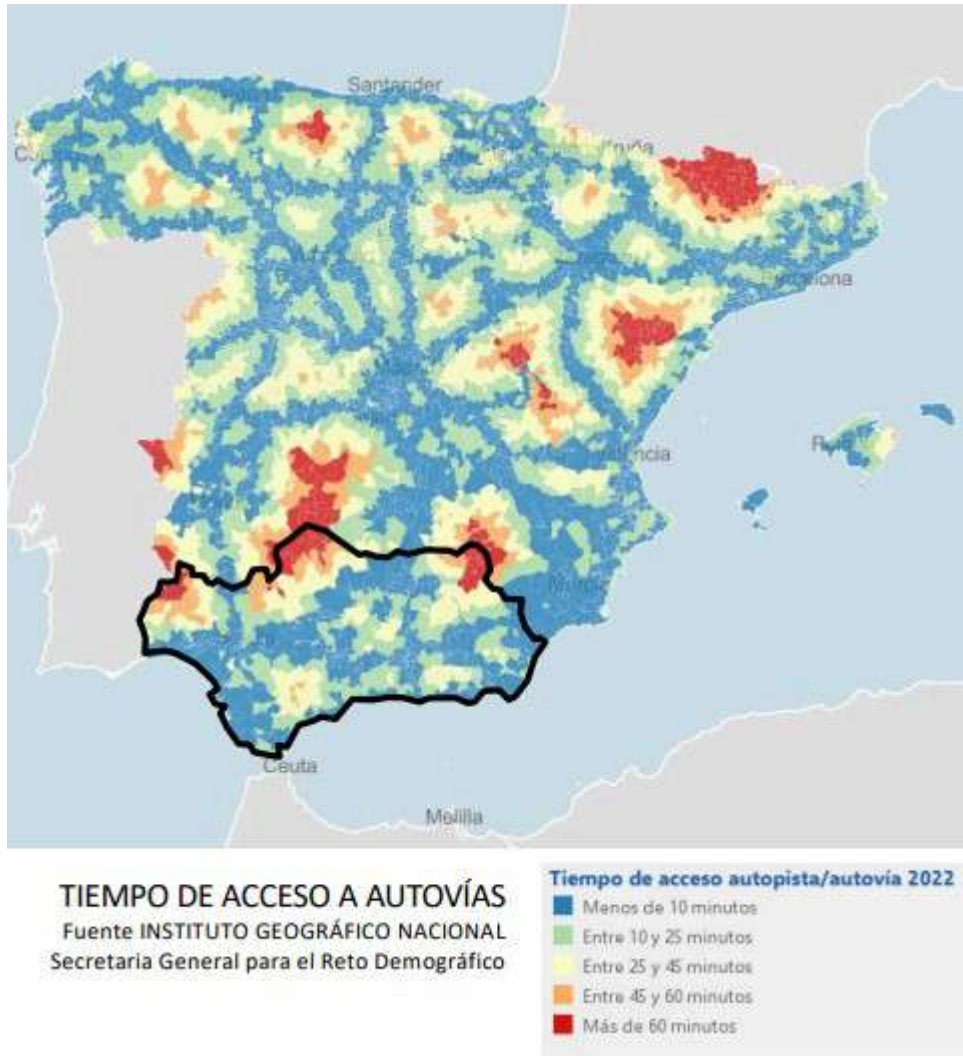 Santander
Barcelona
Ceuta
Melilla
TIEMPO DE ACCESO A AUTOVÍAS
Fuente INSTITUTO GEOGRÁFICO NACIONAL
Secretaria General para el Reto Demográfico
Tiempo de acceso autopista/autovía 2022
Menos de 10 minutos
Entre 10 y 25 minutos
Entre 25 y 45 minutos
Entre 45 y 60 minutos
Más de 60 minutos